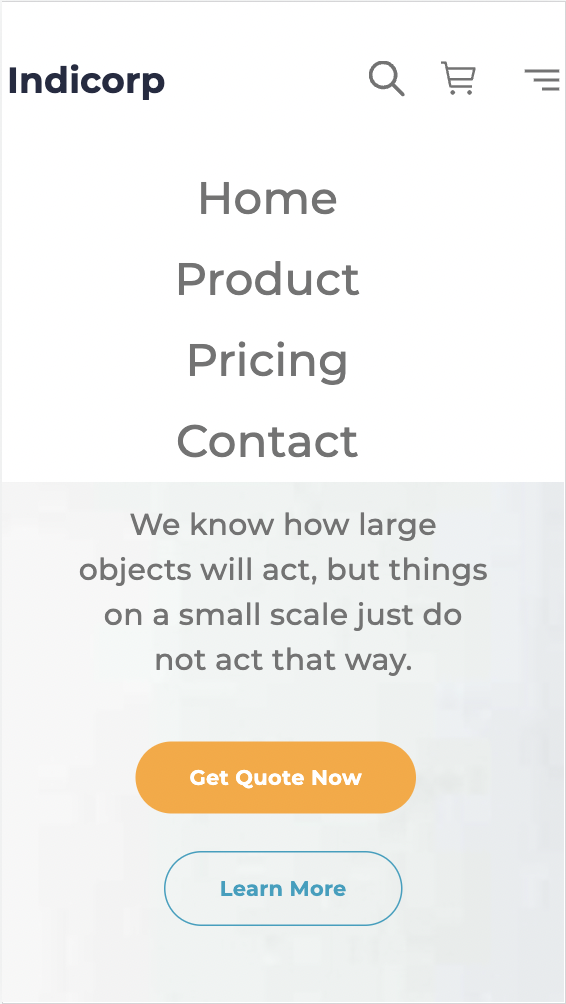 Indicorp
Home
Product
Pricing
Contact
We know how large
objects will act, but things
on a small scale just do
not act that way.
Get Quote Now
Learn More